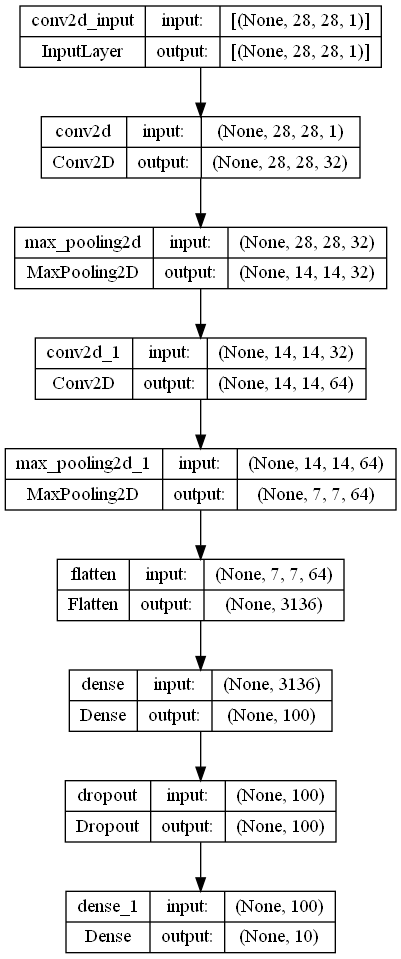 conv2d_input input: [(None, 28, 28, 1)]
InputLayer output: [(None, 28, 28, 1)]
conv2d input: (None, 28, 28, 1)
Conv2D output: (None, 28, 28, 32)
max_pooling2d input: (None, 28, 28, 32)
MaxPooling2D output: (None, 14, 14, 32)
conv2d_1 input: (None, 14, 14, 32)
Conv2D output: (None, 14, 14, 64)
max_pooling2d_1 input: (None, 14, 14, 64)
MaxPooling2D output: (None, 7, 7, 64)
flatten input: (None, 7, 7, 64)
Flatten output: (None, 3136)
dense input: (None, 3136)
Dense output: (None, 100)
dropout input: (None, 100)
Dropout output: (None, 100)
dense_1 input: (None, 100)
Dense output: (None, 10)